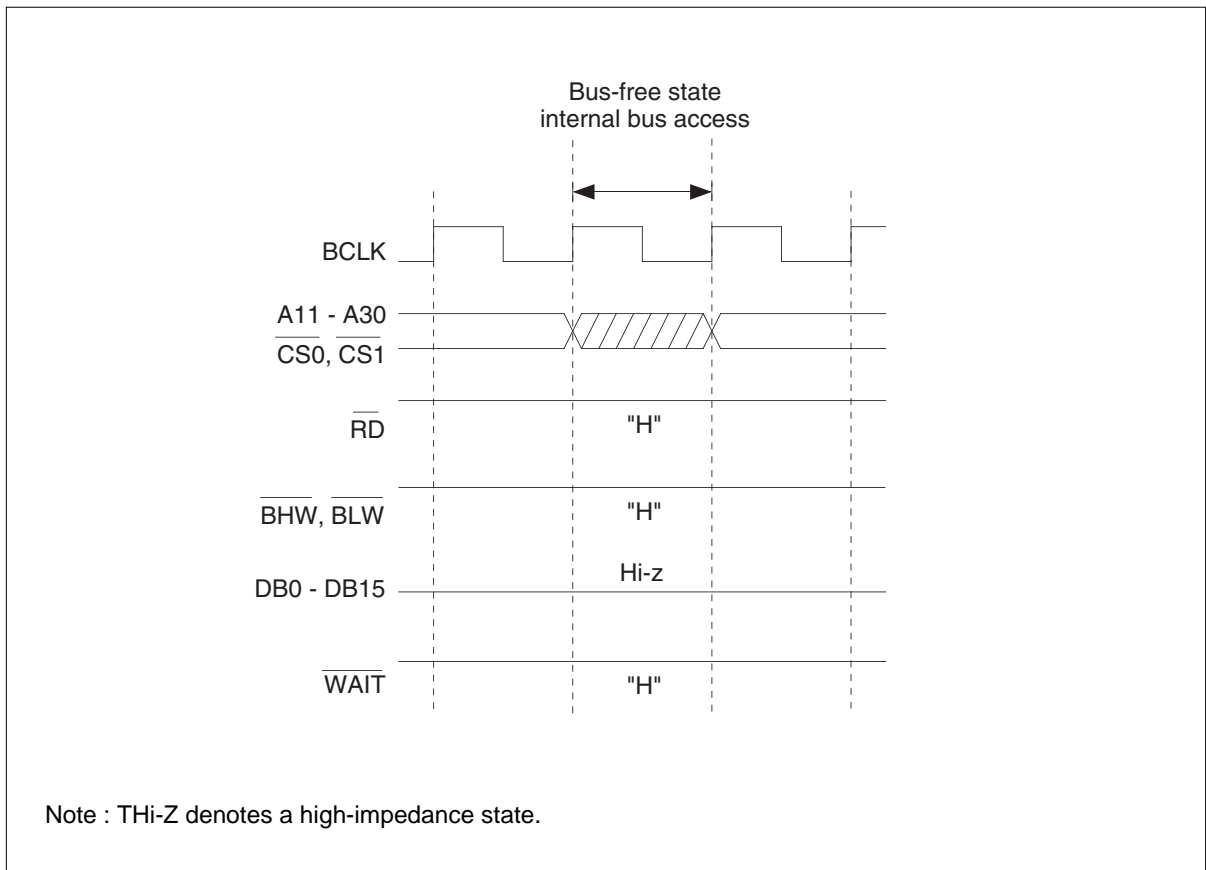 Bus-free state
internal bus access
BCLK
A11 - A30
CS0, CS1
RD
"H"
BHW, BLW
"H"
Hi-z
DB0 - DB15
WAIT
"H"
Note : THi-Z denotes a high-impedance state.